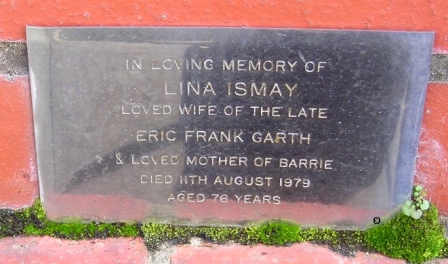 IN LOVING MEMORY OF
LINA ISMAY
LOVED WIFE OF THE LATE
ERIC FRANK GARTH
& LOVED MOTHER OF BARRIE
DIED 11TH AUGUST 1979
AGED 76 YEARS